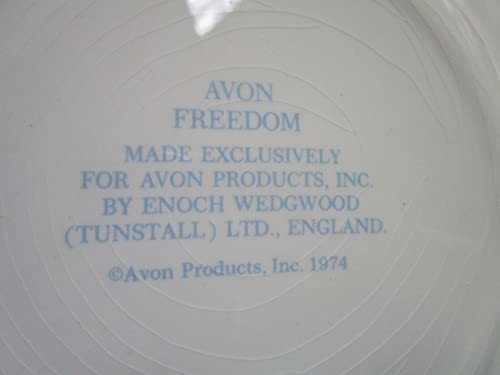 AVON
FREEDOM
MADE EXCLUSIVELY
FOR AVON PRODUCTS, INC.
BY ENOCH WEDGWOOD
(TUNSTALL) LTD., ENGLAND.
©Avon Products, Inc. 1974